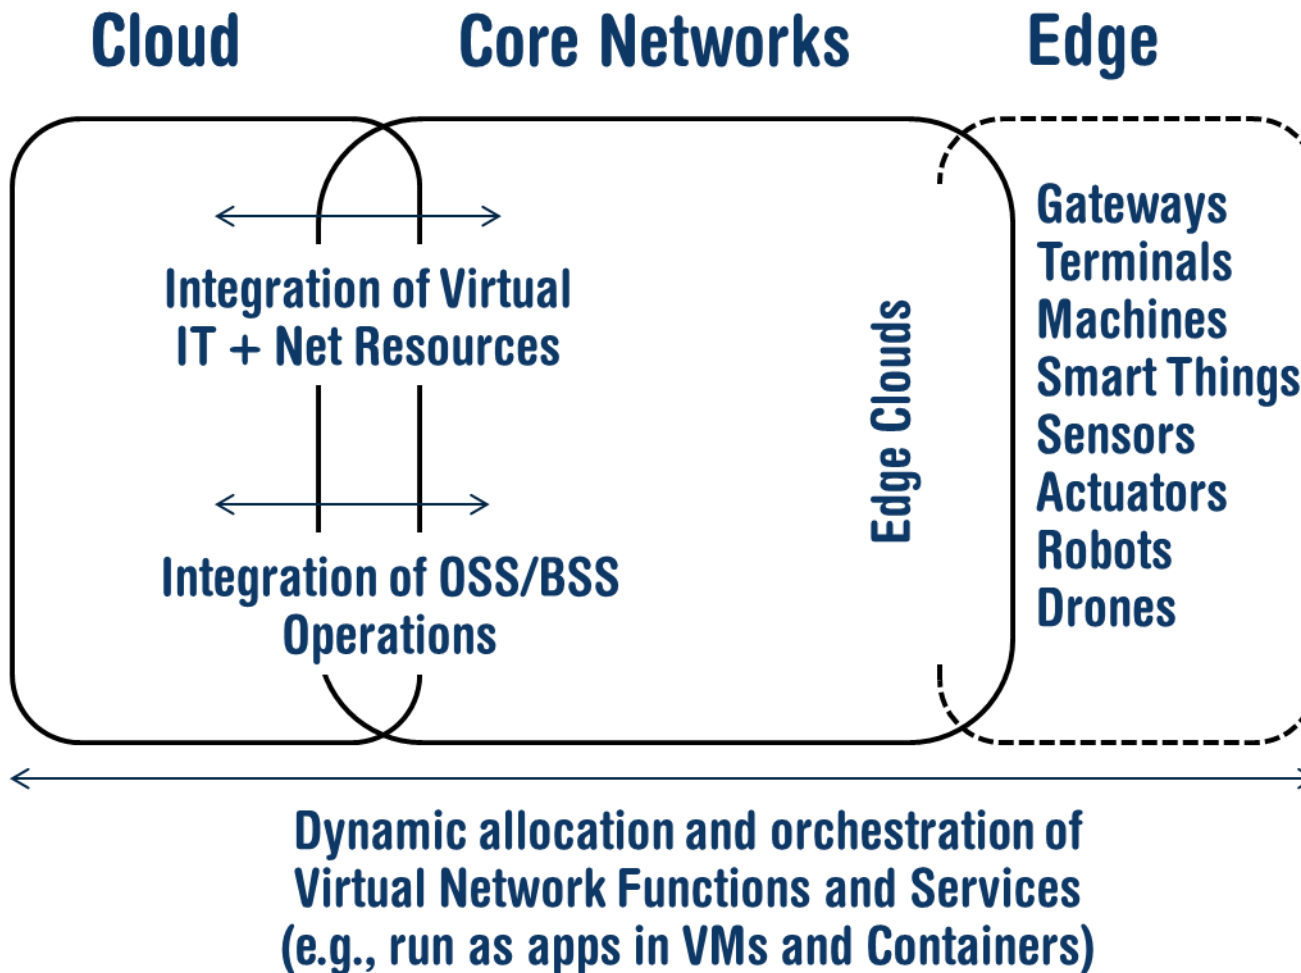 Cloud
Core Networks
Edge
Integration of Virtual
IT + Net Resources
Integration of OSS/BSS
Operations
Edge Clouds
Gateways
Terminals
Machines
Smart Things
Sensors
Actuators
Robots
Drones
Dynamic allocation and orchestration of
Virtual Network Functions and Services
(e.g., run as apps in VMs and Containers)